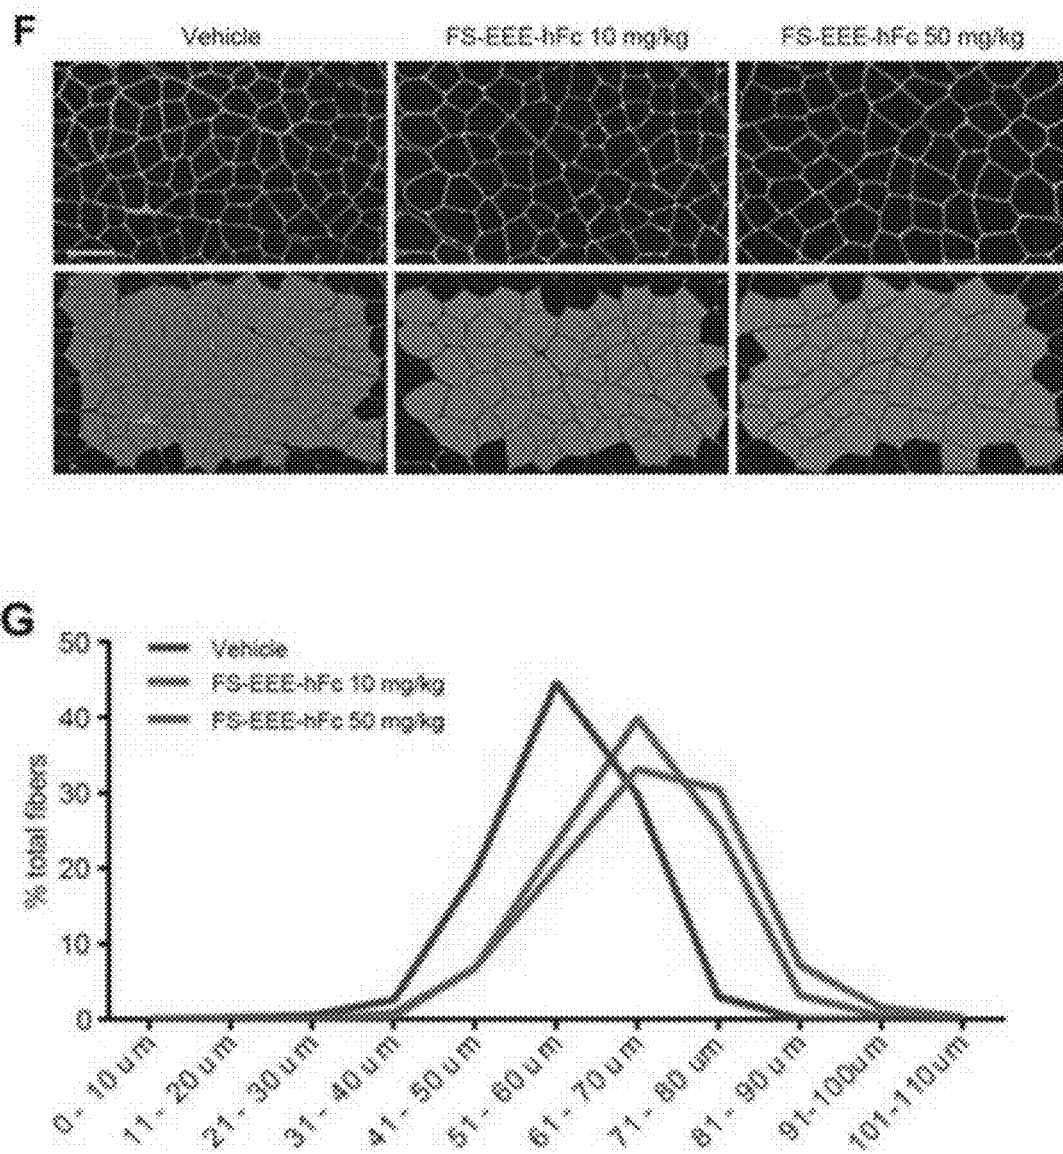 F
Vehicle FS-EEE-hFc 10 mg/kg FS-EEE-hFc 50 mg/kg
G
50
40
30
20
10
0
% total fibers
Vehicle
FS-EEE-hFc 10 mg/kg
FS-EEE-hFc 50 mg/kg
0- 10 um
11- 20 um
21- 30 um
31- 40 um
41- 50 um
51- 60 um
61- 70 um
71- 80 um
81- 90 um
91-100um
101-110um